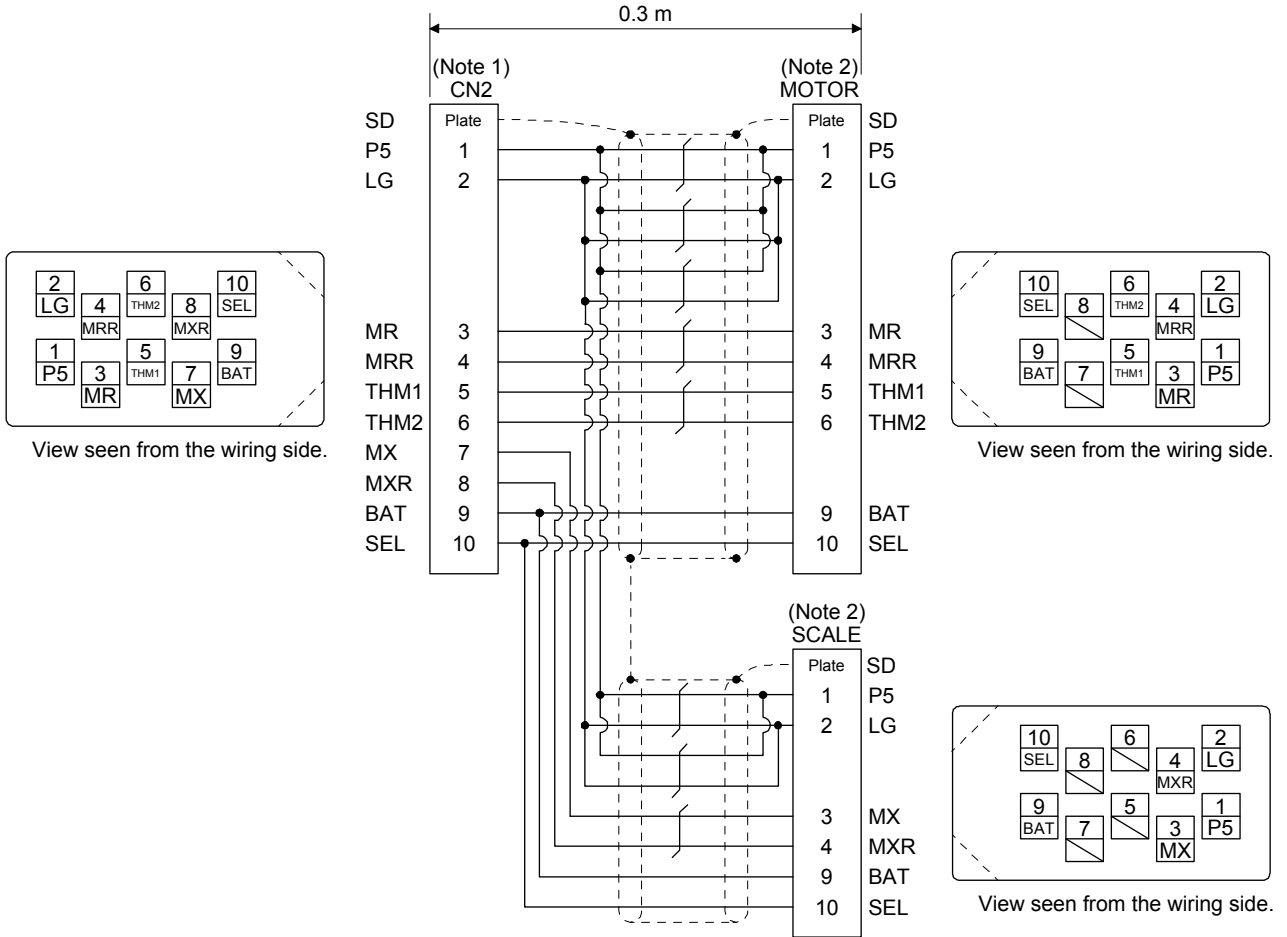 0.3 m
(Note 1)
CN2
(Note 2)
MOTOR
SD Plate Plate SD
P5 1 1 P5
LG 2 2 LG
MR 3 3 MR
MRR 4 4 MRR
THM1 5 5 THM1
THM2 6 6 THM2
MX 7
MXR 8
BAT 9 9 BAT
SEL 10 10 SEL
2 6 10
LG 4 THM2 8 SEL
MRR MXR
1 5 9
P5 3 THM1 7 BAT
MR MX
View seen from the wiring side.
10 6 2
SEL 8 THM2 4 LG
MRR
9 5 1
BAT 7 THM1 3 P5
MR
View seen from the wiring side.
(Note 2)
SCALE
Plate SD
1 P5
2 LG
3 MX
4 MXR
9 BAT
10 SEL
10 6 2
SEL 8 4 LG
MXR
9 5 1
BAT 7 3 P5
MX
View seen from the wiring side.